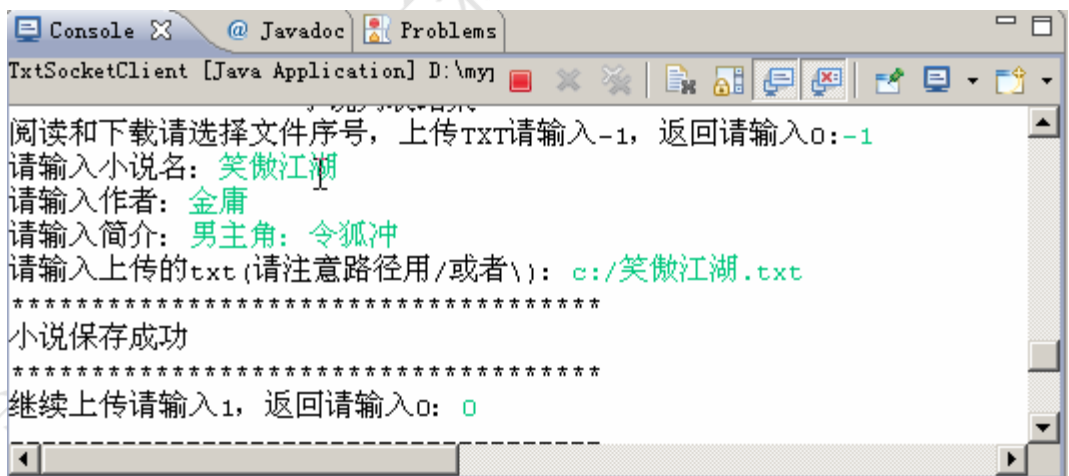 Console @ Javadoc Problems
TxtSocketClient [Java Application] D:\my
阅读和下载请选择文件序号，上传TXT请输入-1，返回请输入0:-1
请输入小说名：笑傲江湖
请输入作者：金庸
请输入简介：男主角：令狐冲
请输入上传的txt(请注意路径用/或者\)：c:/笑傲江湖.txt
*************************************
小说保存成功
*************************************
继续上传请输入1，返回请输入0：0
-------------------------------------